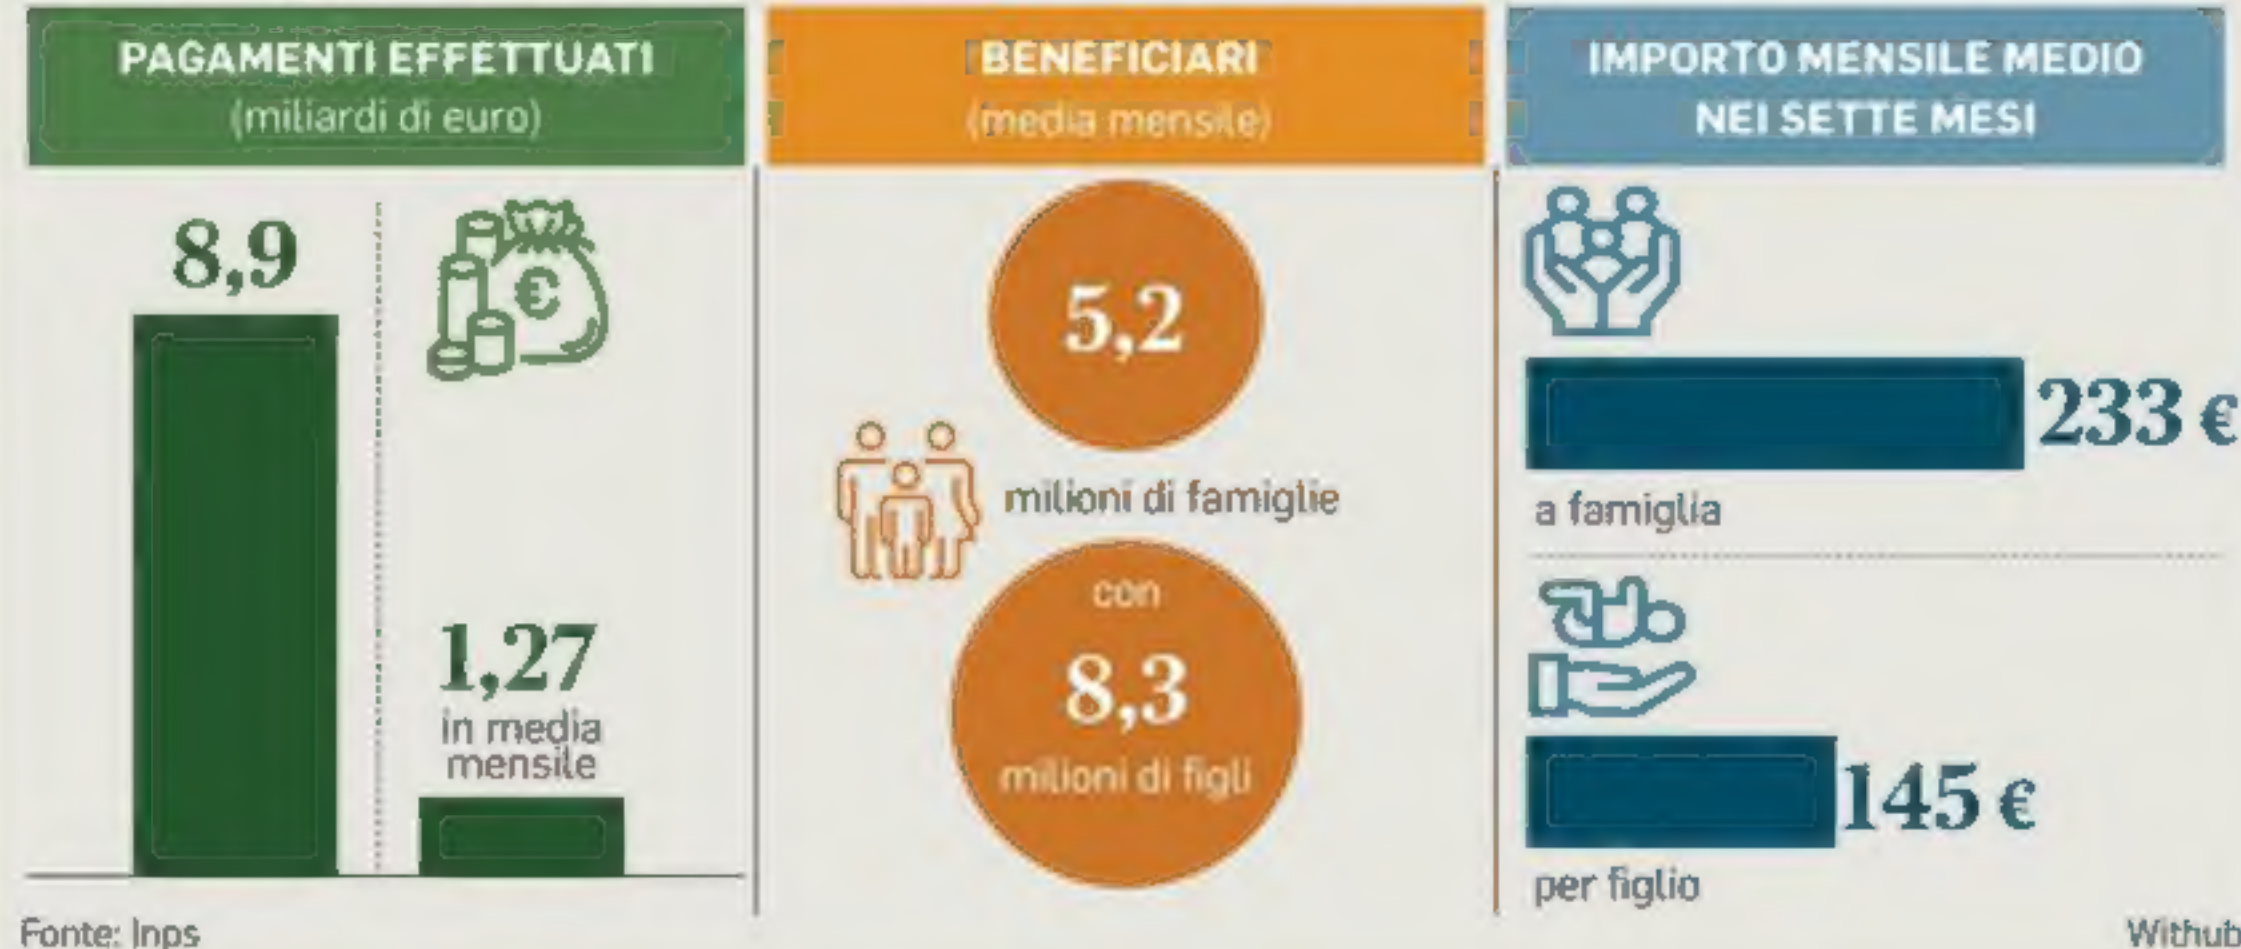 PAGAMENTI EFFETTUATI
(miliardi di euro)
8,9
€
1,27
in media
mensile
BENEFICIARI
(media mensile)
5,2
milioni di famiglie
con
8,3
milioni di figli
IMPORTO MENSILE MEDIO
NEI SETTE MESI
233 €
a famiglia
145 €
per figlio
Fonte: Inps
Withub